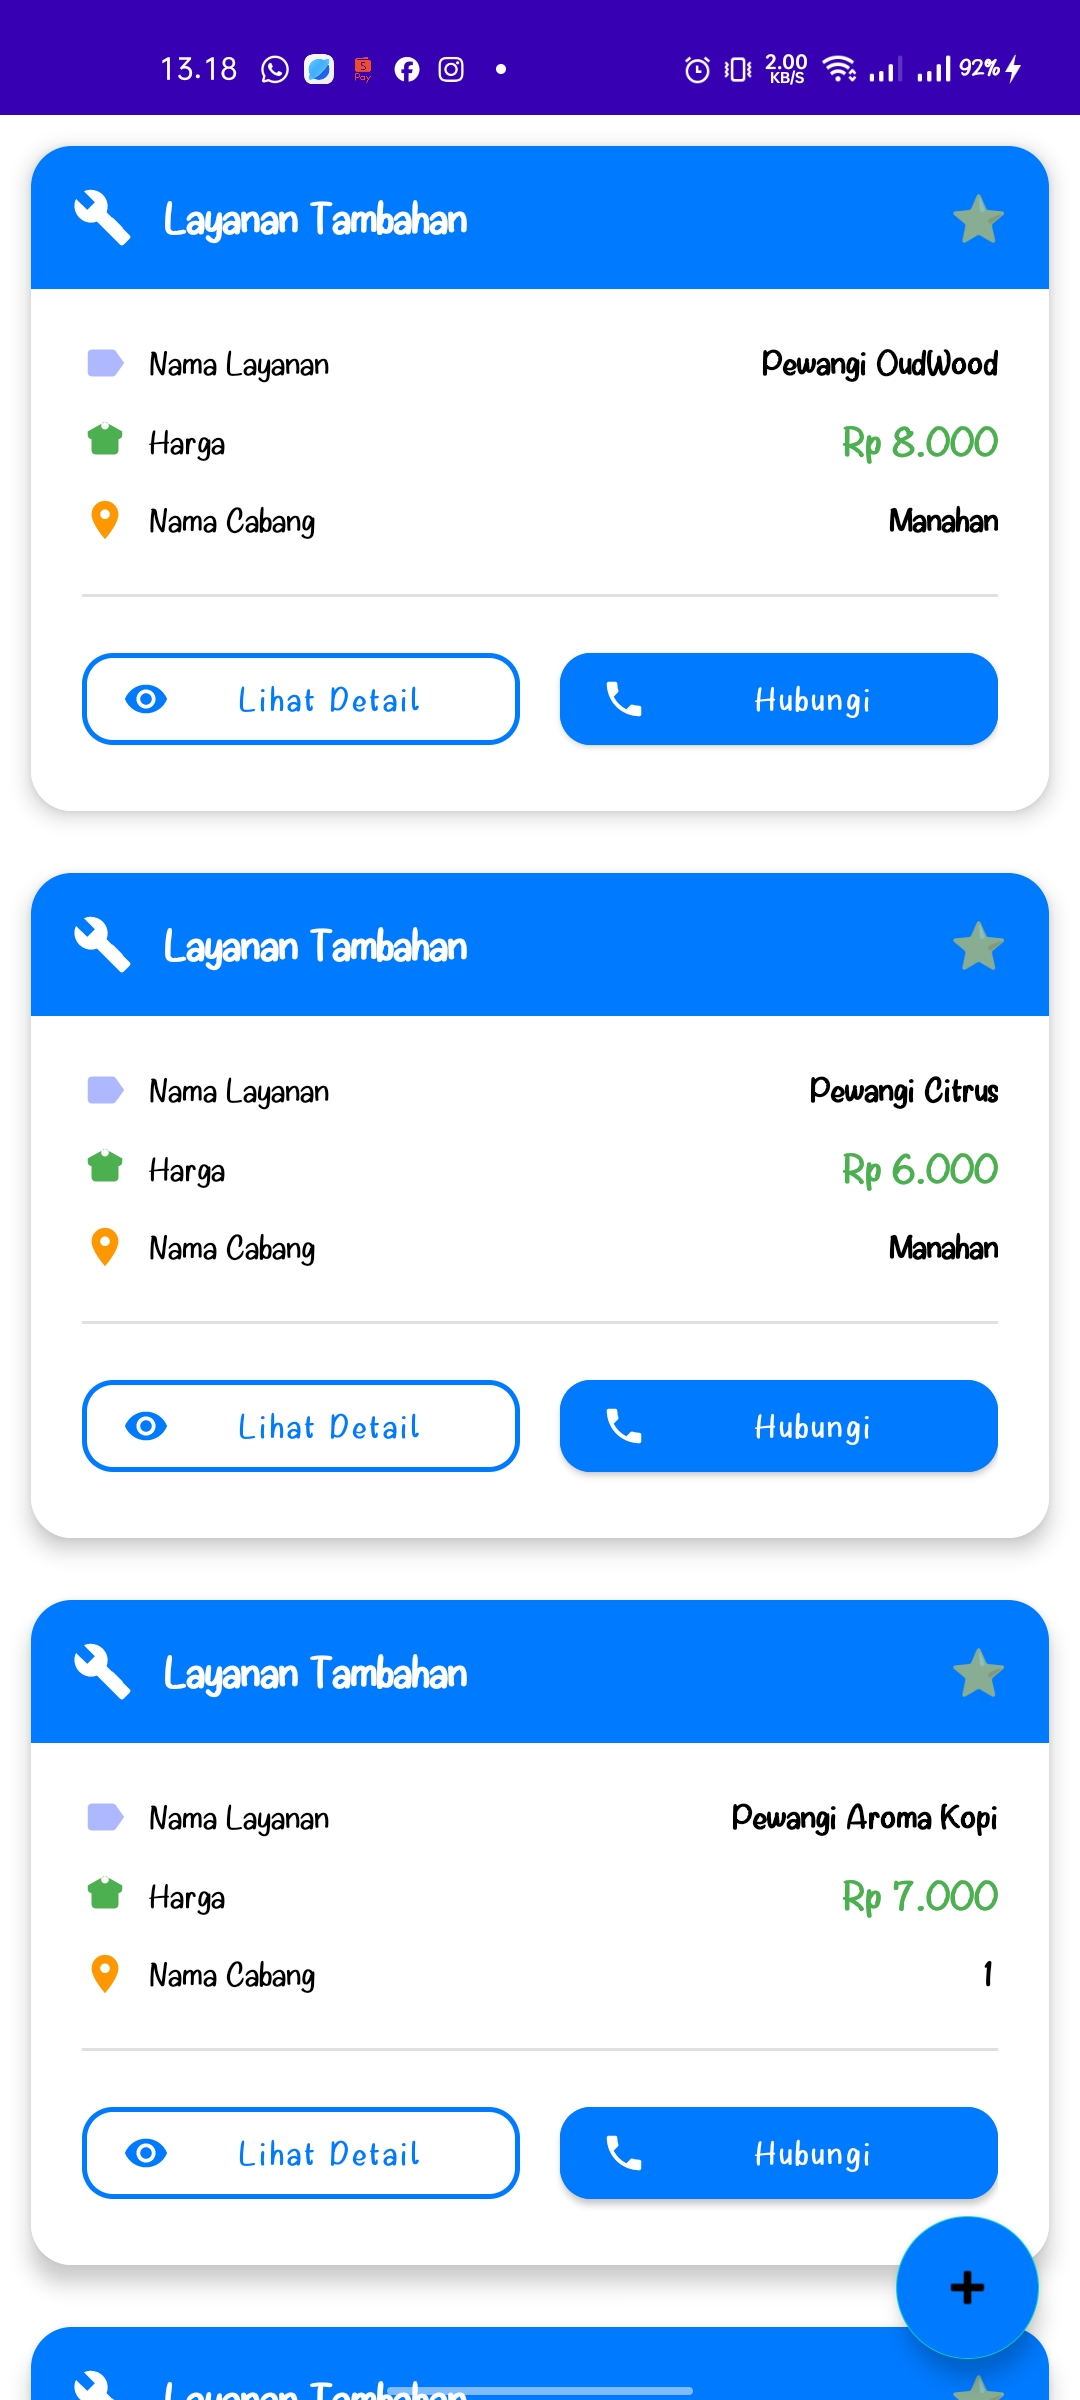 13.18
2.00 KB/S
92%
Layanan Tambahan
Nama Layanan Pewangi OudWood
Harga Rp 8.000
Nama Cabang Manahan
Lihat Detail Hubungi
Layanan Tambahan
Nama Layanan Pewangi Citrus
Harga Rp 6.000
Nama Cabang Manahan
Lihat Detail Hubungi
Layanan Tambahan
Nama Layanan Pewangi Aroma Kopi
Harga Rp 7.000
Nama Cabang 1
Lihat Detail Hubungi
+
Layanan Tambahan